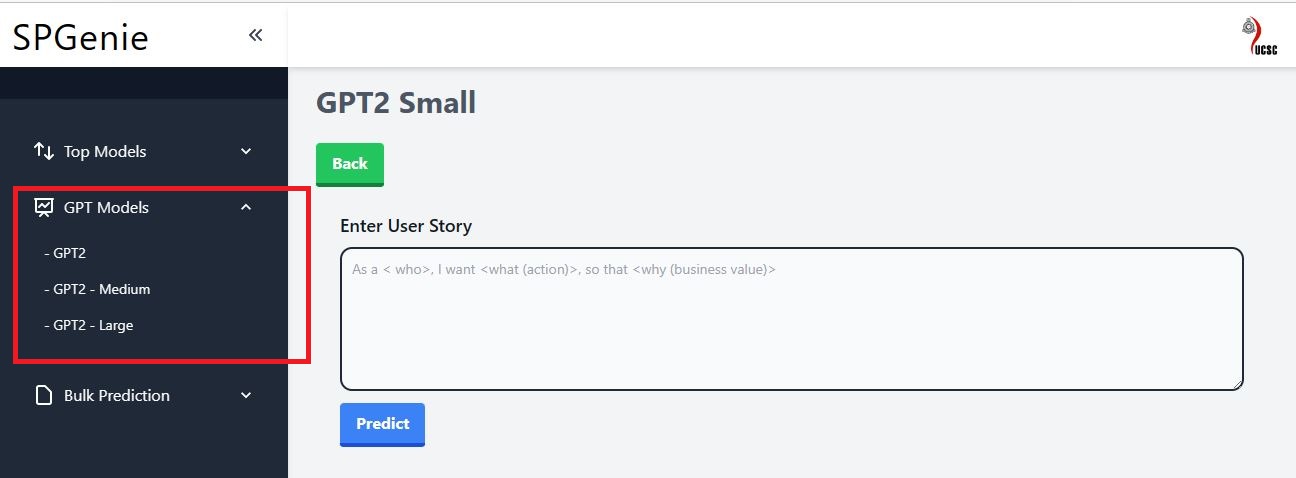 SPGenie
UCSC
Top Models
GPT Models
- GPT2
- GPT2 - Medium
- GPT2 - Large
Bulk Prediction
GPT2 Small
Back
Enter User Story
As a < who>, I want <what (action)>, so that <why (business value)>
Predict